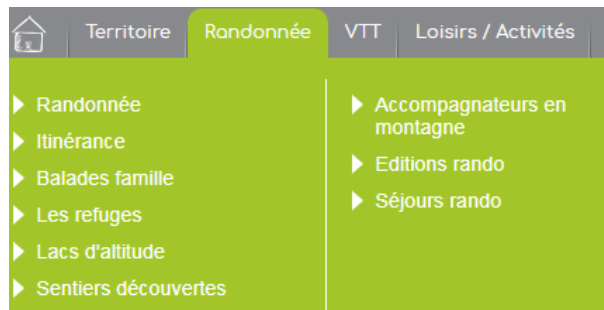 Territoire Randonnée VTT Loisirs / Activités
Randonnée
Itinérance
Balades famille
Les refuges
Lacs d'altitude
Sentiers découvertes
Accompagnateurs en
montagne
Editions rando
Séjours rando